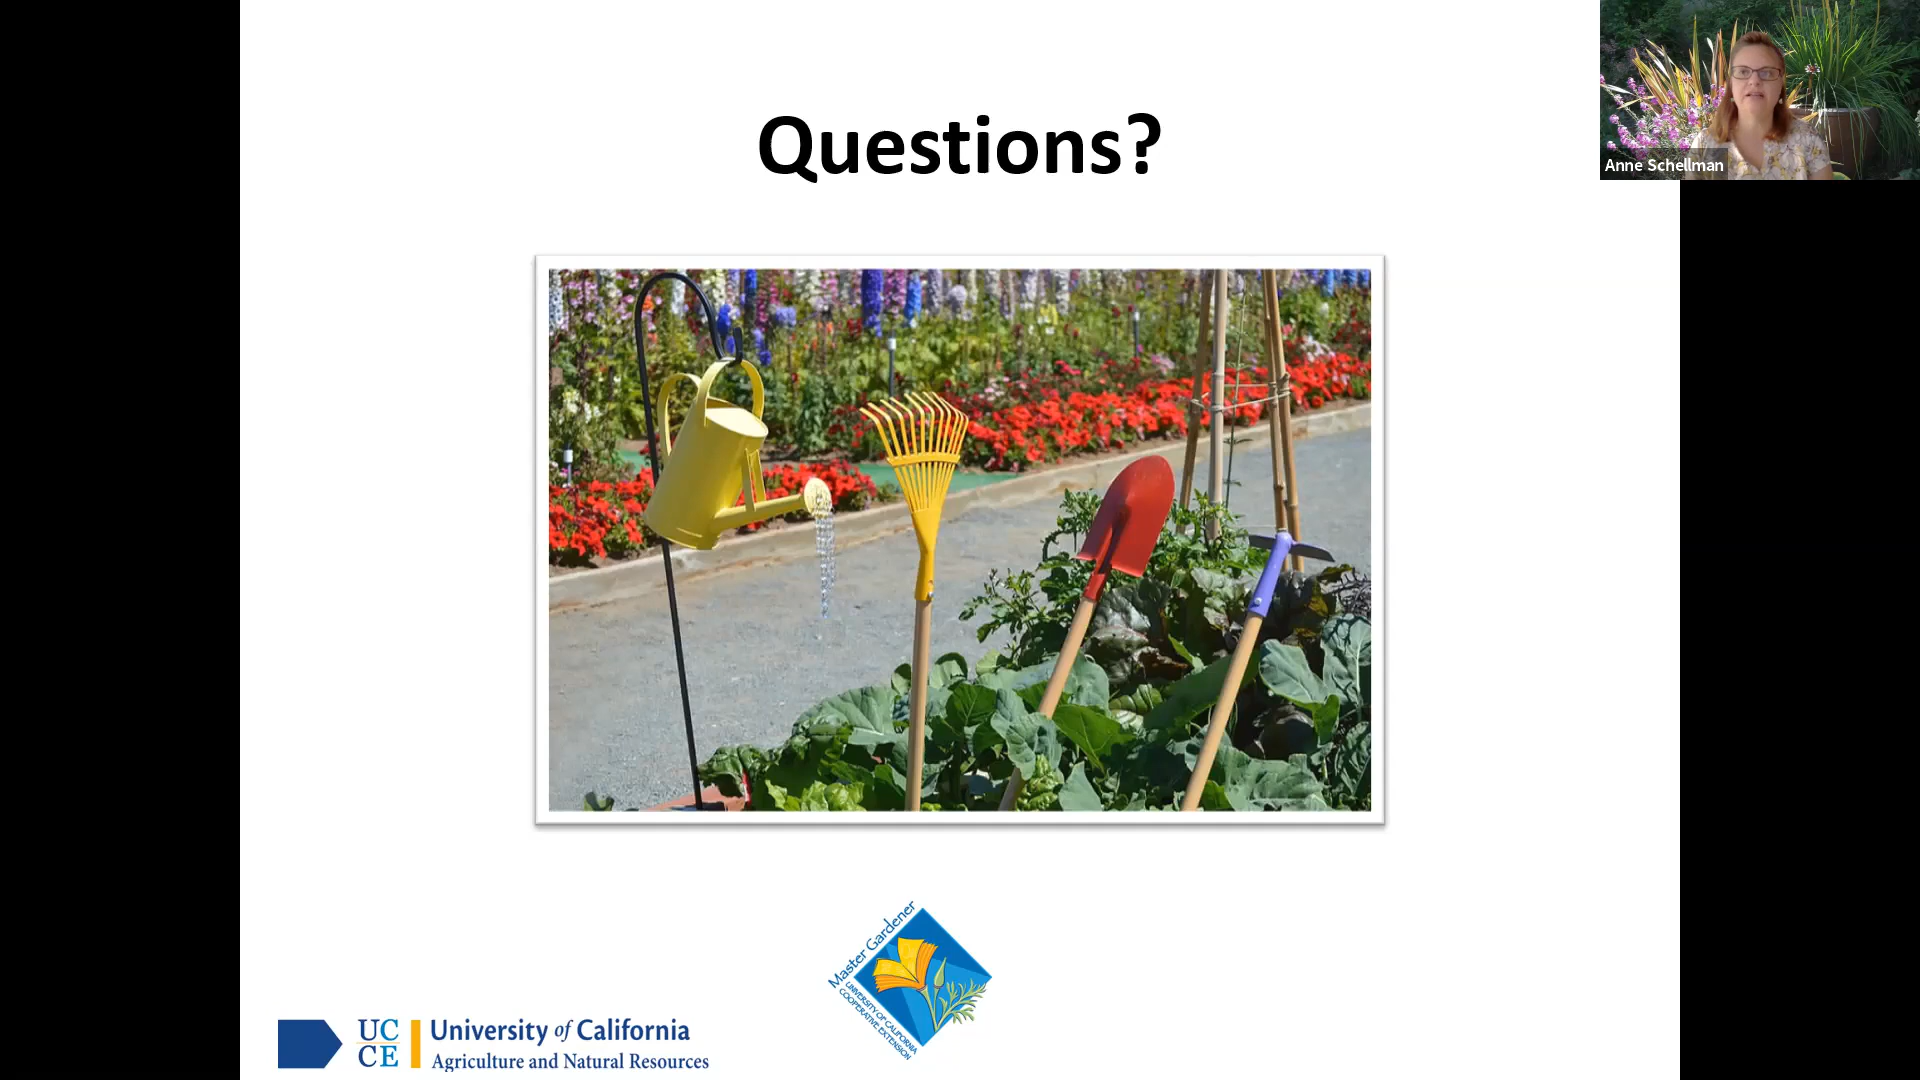 Questions?
Anne Schellman
Master Gardener
UNIVERSITY OF CALIFORNIA
COOPERATIVE EXTENSION
UC
CE
University of California
Agriculture and Natural Resources